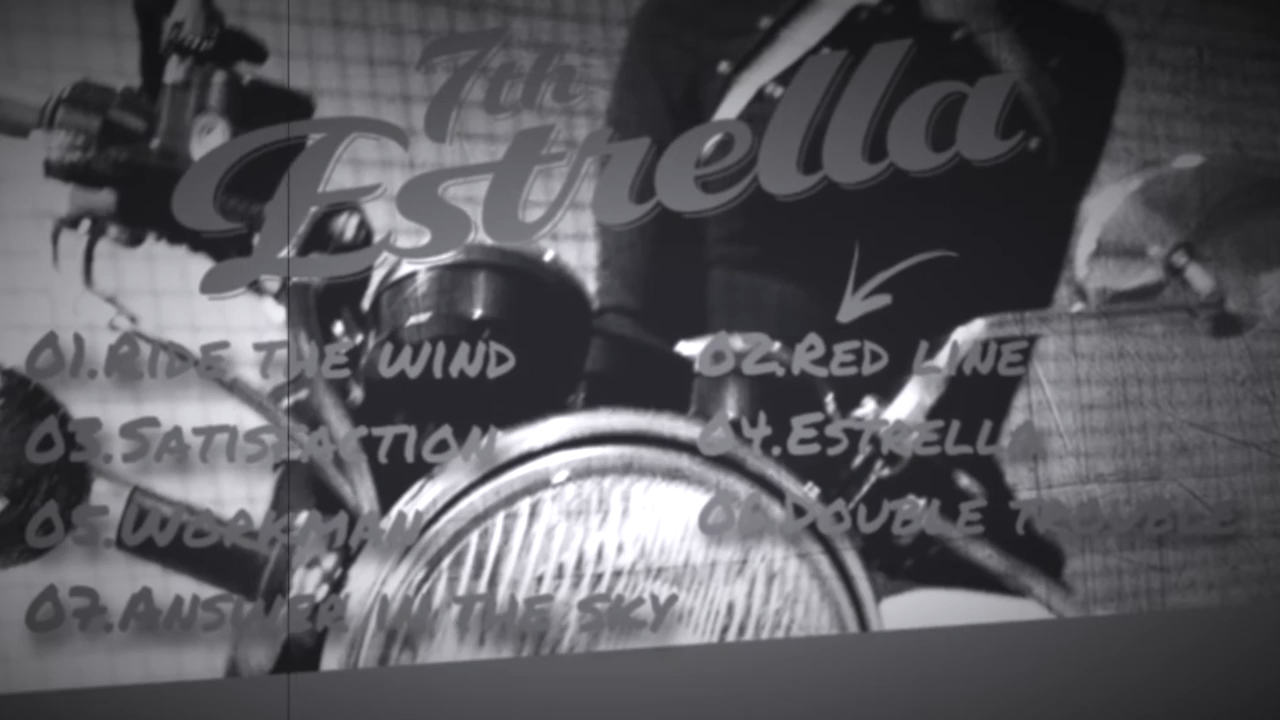 7th
Estrella
01.Ride the wind 02.Red line
03.Satisfaction 04.Estrella
05.Workman 06.Double trouble
07.Answer in the sky